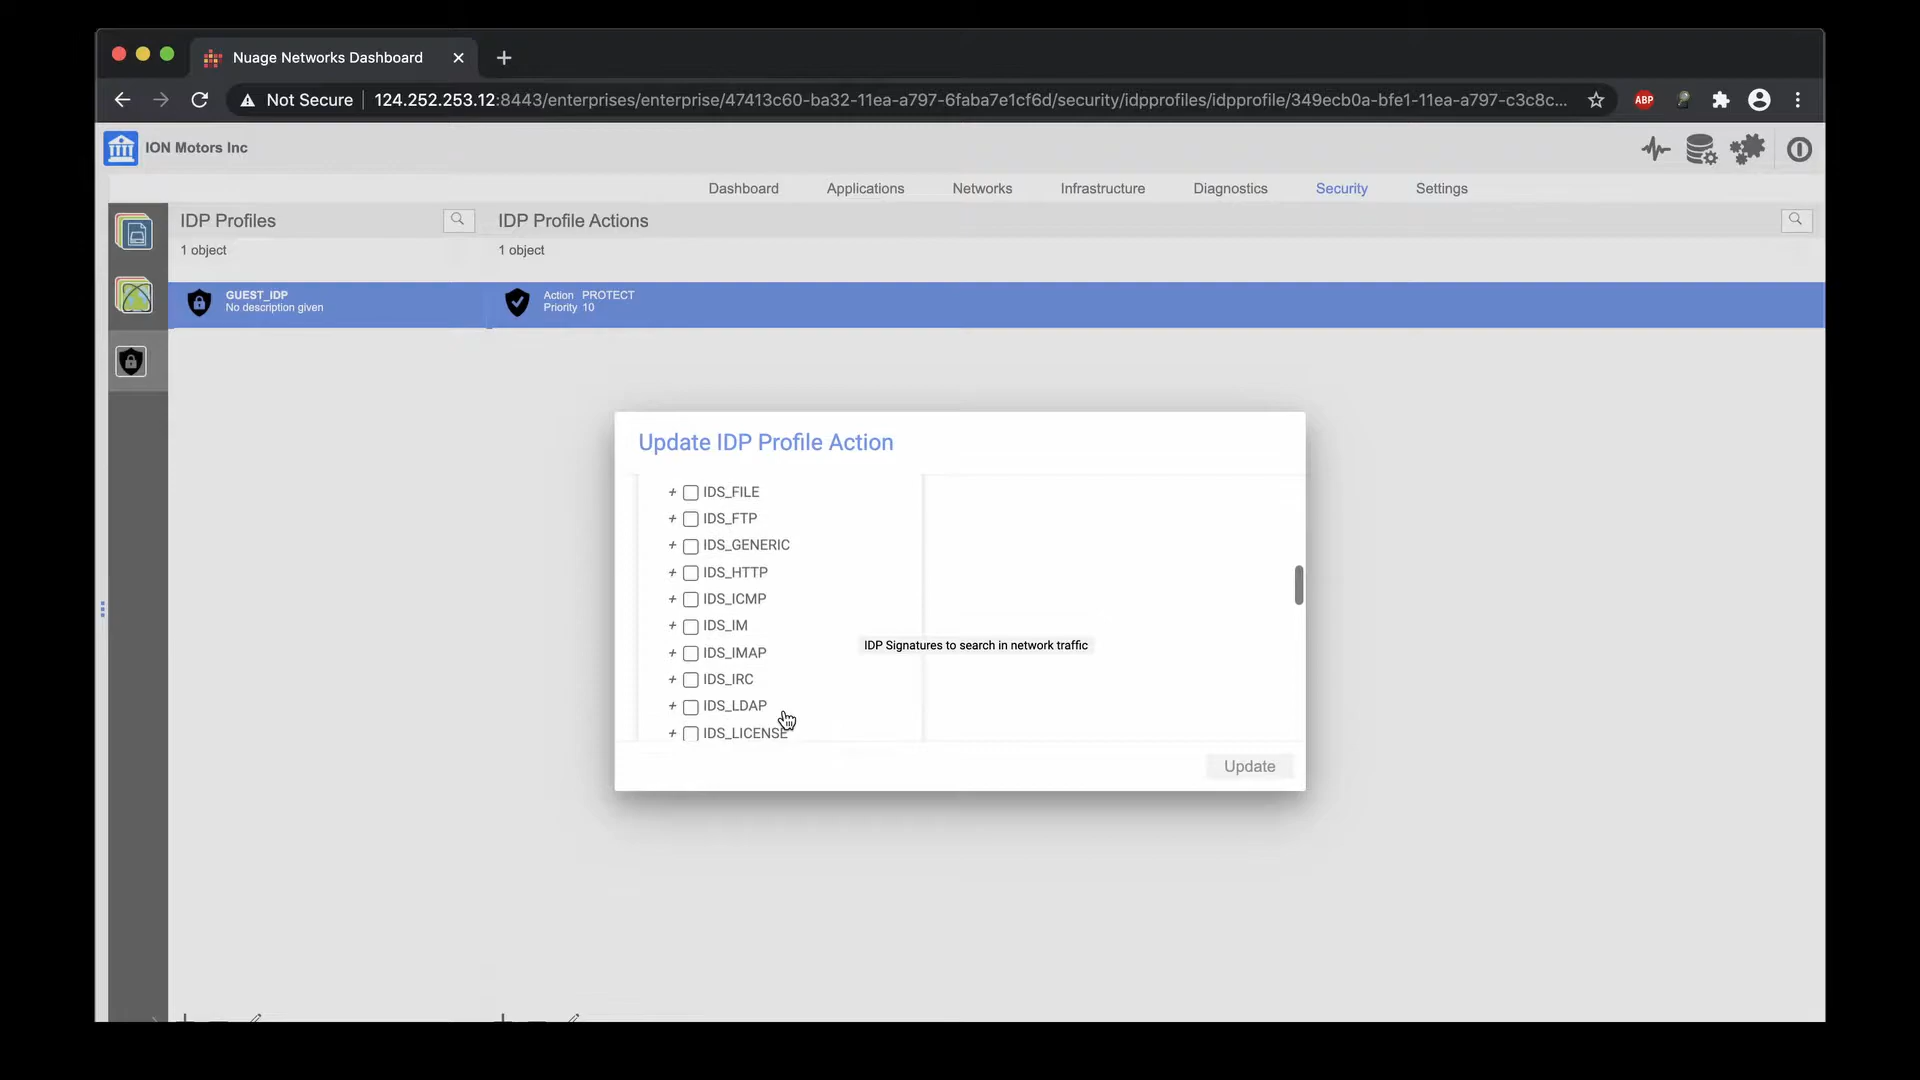 Nuage Networks Dashboard
Not Secure 124.252.253.12:8443/enterprises/enterprise/47413c60-ba32-11ea-a797-6faba7e1cf6d/security/idpprofiles/idpprofile/349ecb0a-bfe1-11ea-a797-c3c8c...
ABP
ION Motors Inc
Dashboard Applications Networks Infrastructure Diagnostics Security Settings
IDP Profiles
IDP Profile Actions
1 object
1 object
GUEST_IDP
No description given
Action PROTECT
Priority 10
Update IDP Profile Action
+ IDS_FILE
+ IDS_FTP
+ IDS_GENERIC
+ IDS_HTTP
+ IDS_ICMP
+ IDS_IM
IDP Signatures to search in network traffic
+ IDS_IMAP
+ IDS_IRC
+ IDS_LDAP
+ IDS_LICENSE
Update